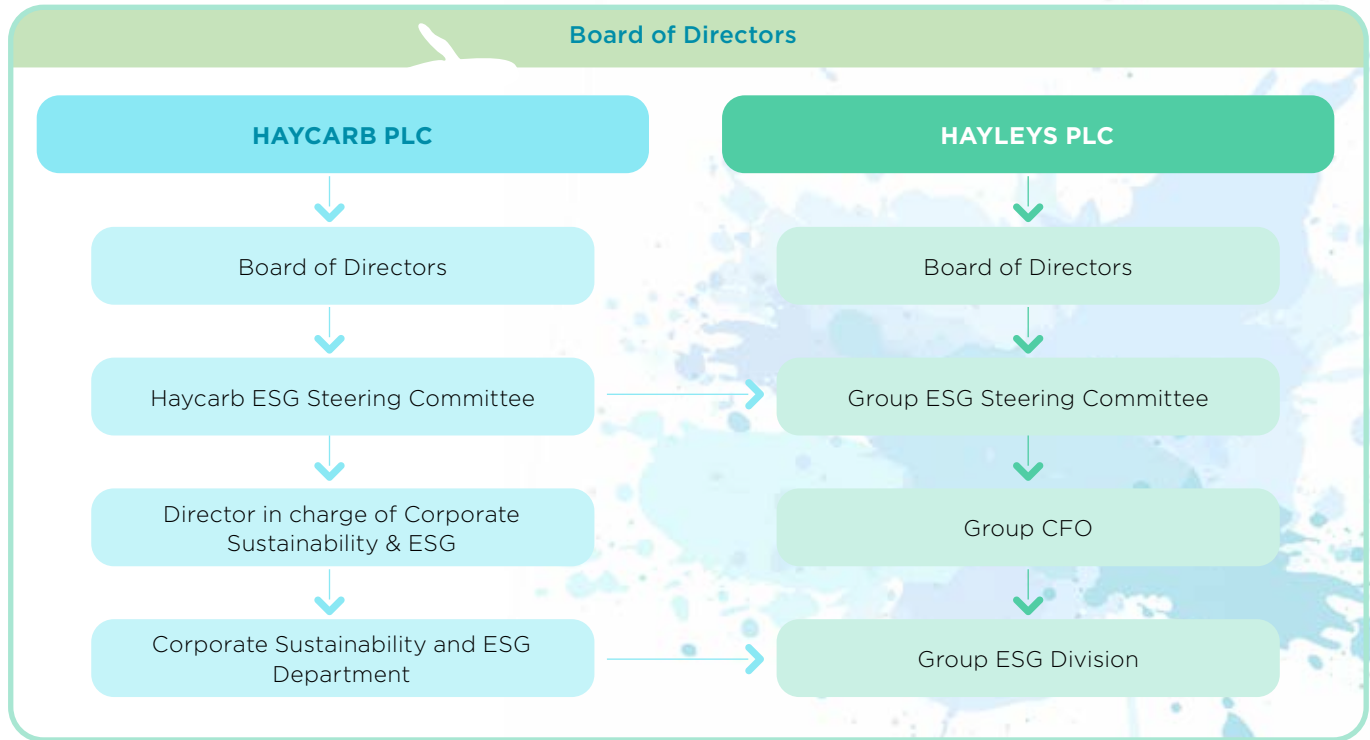 Board of Directors
HAYCARB PLC
HAYLEYS PLC
Board of Directors
Board of Directors
Haycarb ESG Steering Committee
Group ESG Steering Committee
Director in charge of Corporate
Sustainability & ESG
Group CFO
Corporate Sustainability and ESG
Department
Group ESG Division